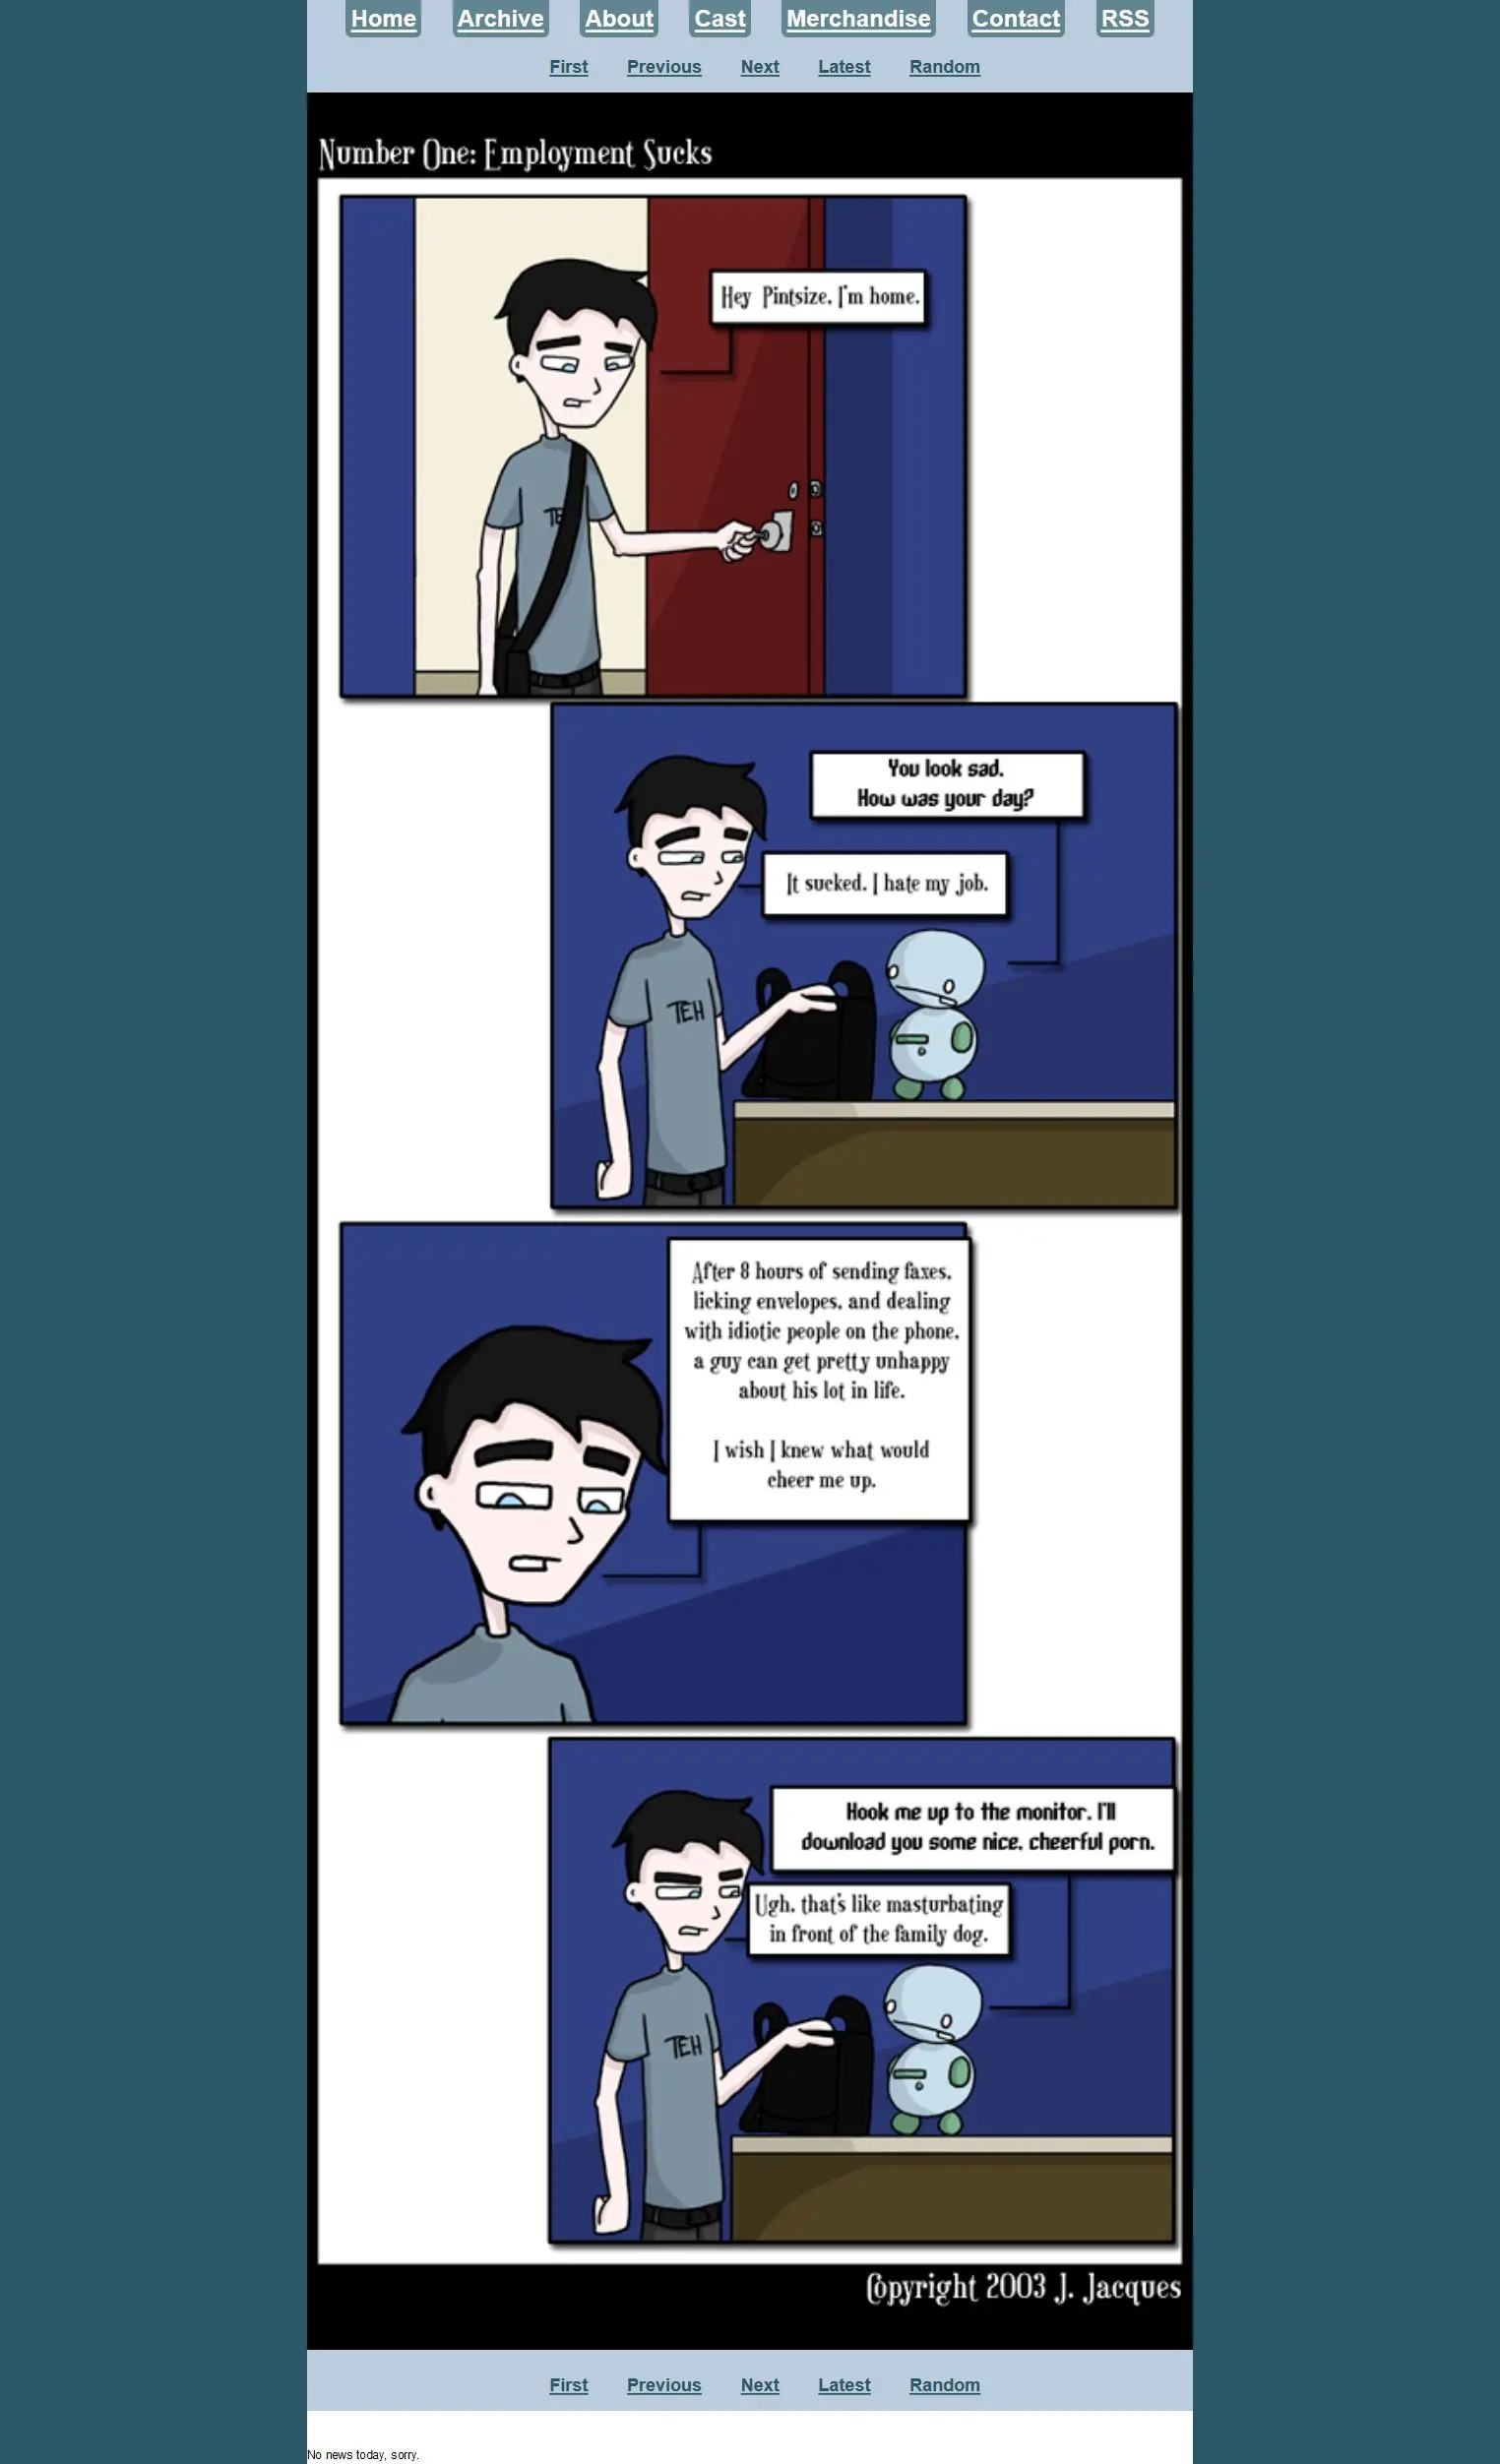 Home Archive About Cast Merchandise Contact RSS
First Previous Next Latest Random
Number One: Employment Sucks
Hey Pintsize, I'm home.
TE
You look sad.
How was your day?
It sucked. I hate my job.
TEH
After 8 hours of sending faxes,
licking envelopes, and dealing
with idiotic people on the phone,
a guy can get pretty unhappy
about his lot in life.
I wish I knew what would
cheer me up.
Hook me up to the monitor. I'll
download you some nice, cheerful porn.
Ugh, that's like masturbating
in front of the family dog.
TEH
Copyright 2003 J. Jacques
First Previous Next Latest Random
No news today, sorry.